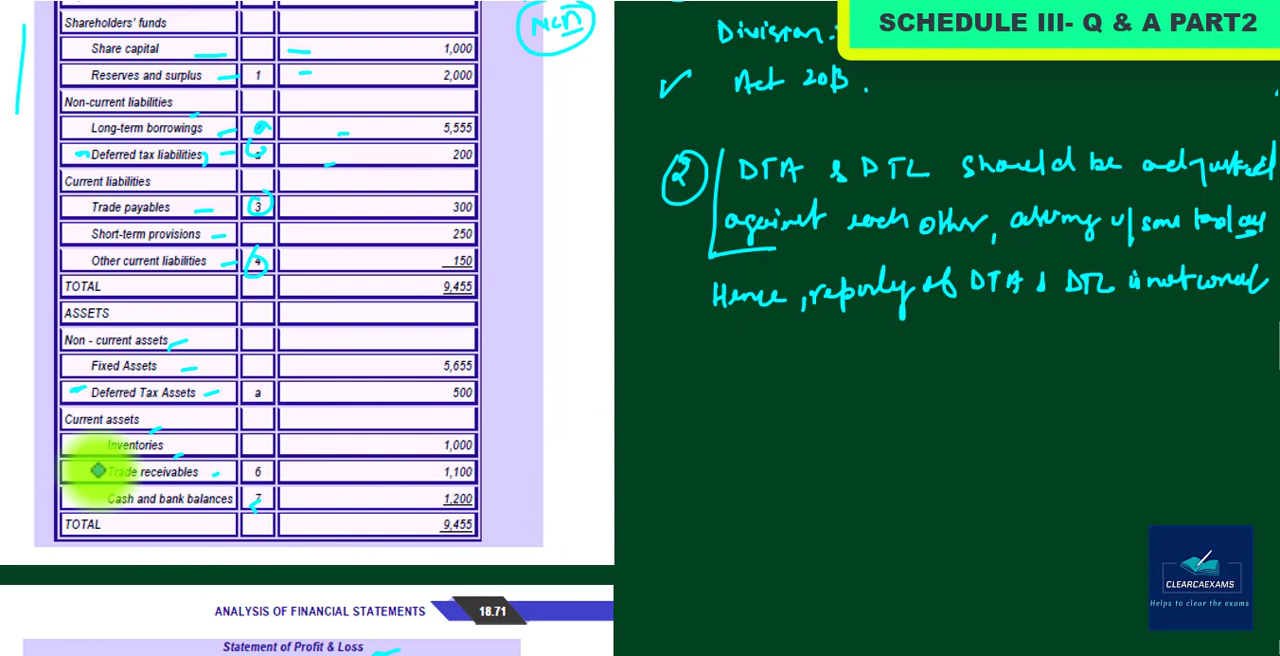 SCHEDULE III- Q & A PART2
Shareholders' funds
Share capital 1,000
Reserves and surplus 1 2,000
Non-current liabilities
Long-term borrowings 5,555
Deferred tax liabilities 200
Current liabilities
Trade payables 3 300
Short-term provisions 250
Other current liabilities 4 150
TOTAL 9,455
ASSETS
Non - current assets
Fixed Assets 5,655
Deferred Tax Assets a 500
Current assets
Inventories 1,000
Trade receivables 6 1,100
Cash and bank balances 7 1,200
TOTAL 9,455
ANALYSIS OF FINANCIAL STATEMENTS 18.71
Statement of Profit & Loss
Division
Act 2013.
2 DTA & DTL should be adjusted
against each other,
Hence, of DTA & DTL is not
CLEARCAEXAMS
Helps to clear the exams